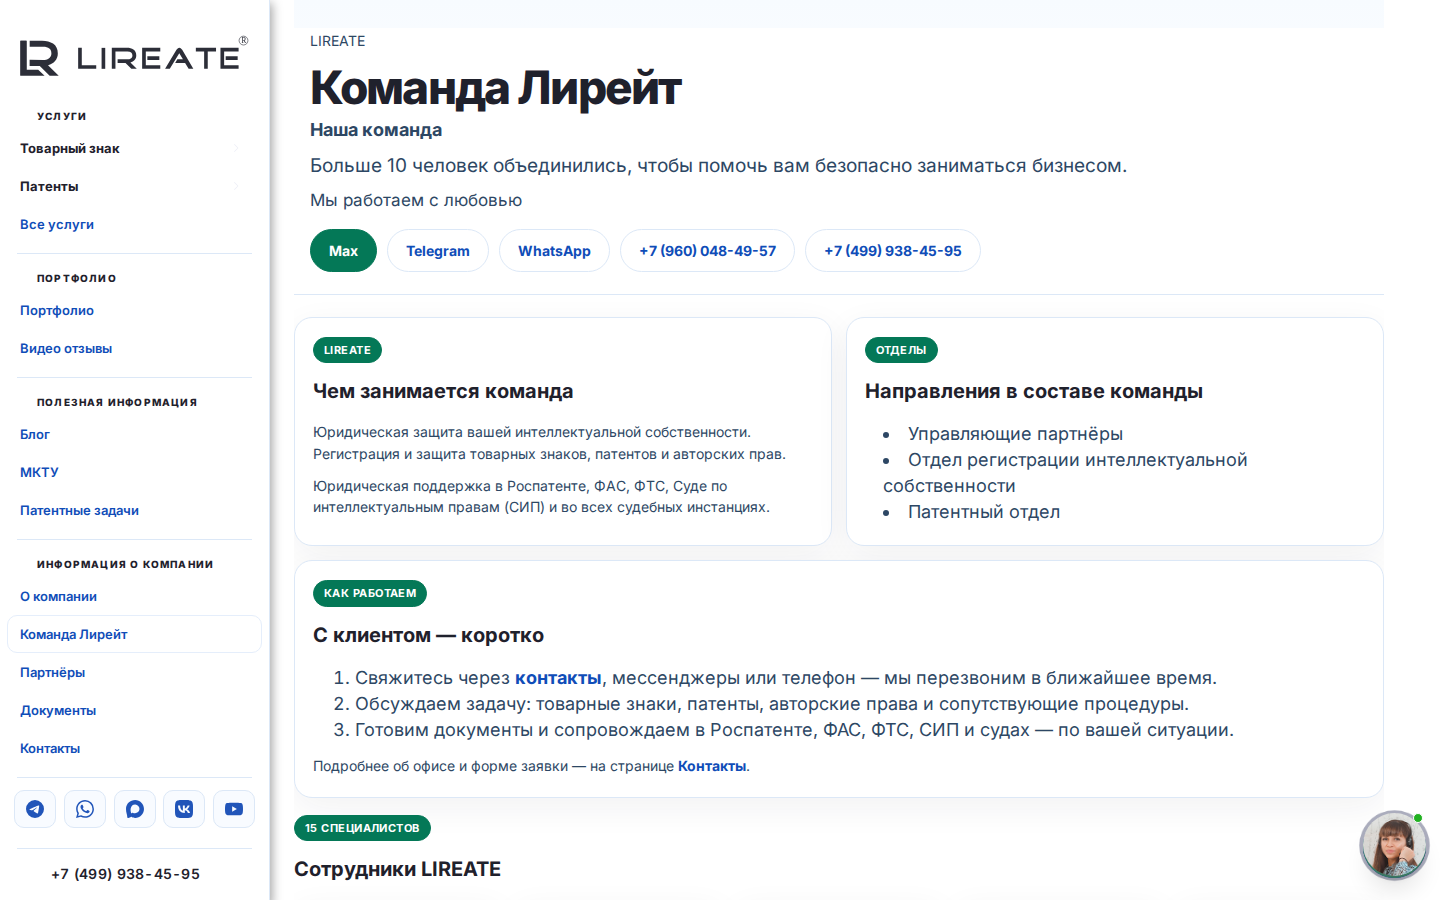 LIREATE®
УСЛУГИ
Товарный знак
Патенты
Все услуги
ПОРТФОЛИО
Портфолио
Видео отзывы
ПОЛЕЗНАЯ ИНФОРМАЦИЯ
Блог
МКТУ
Патентные задачи
ИНФОРМАЦИЯ О КОМПАНИИ
О компании
Команда Лирейт
Партнёры
Документы
Контакты
+7 (499) 938-45-95
LIREATE
Команда Лирейт
Наша команда
Больше 10 человек объединились, чтобы помочь вам безопасно заниматься бизнесом.
Мы работаем с любовью
Max Telegram WhatsApp +7 (960) 048-49-57 +7 (499) 938-45-95
LIREATE
Чем занимается команда
Юридическая защита вашей интеллектуальной собственности.
Регистрация и защита товарных знаков, патентов и авторских прав.
Юридическая поддержка в Роспатенте, ФАС, ФТС, Суде по
интеллектуальным правам (СИП) и во всех судебных инстанциях.
ОТДЕЛЫ
Направления в составе команды
• Управляющие партнёры
• Отдел регистрации интеллектуальной
собственности
• Патентный отдел
КАК РАБОТАЕМ
С клиентом — коротко
1. Свяжитесь через контакты, мессенджеры или телефон — мы перезвоним в ближайшее время.
2. Обсуждаем задачу: товарные знаки, патенты, авторские права и сопутствующие процедуры.
3. Готовим документы и сопровождаем в Роспатенте, ФАС, ФТС, СИП и судах — по вашей ситуации.
Подробнее об офисе и форме заявки — на странице Контакты.
15 СПЕЦИАЛИСТОВ
Сотрудники LIREATE